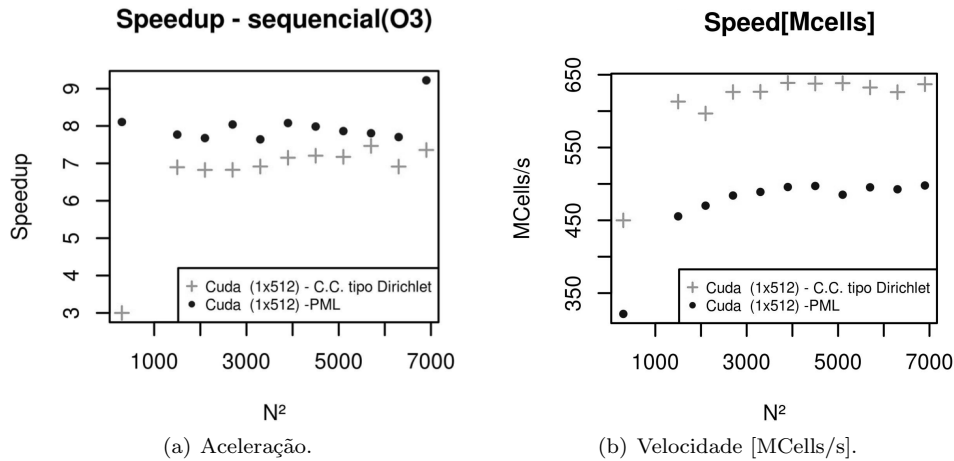 Speedup - sequencial(O3)
9
8
7
6
5
4
3
Speedup
Cuda (1x512) - C.C. tipo Dirichlet
Cuda (1x512) -PML
1000 3000 5000 7000
N²
(a) Aceleração.
Speed[Mcells]
650
550
450
350
MCells/s
Cuda (1x512) - C.C. tipo Dirichlet
Cuda (1x512) -PML
1000 3000 5000 7000
N²
(b) Velocidade [MCells/s].